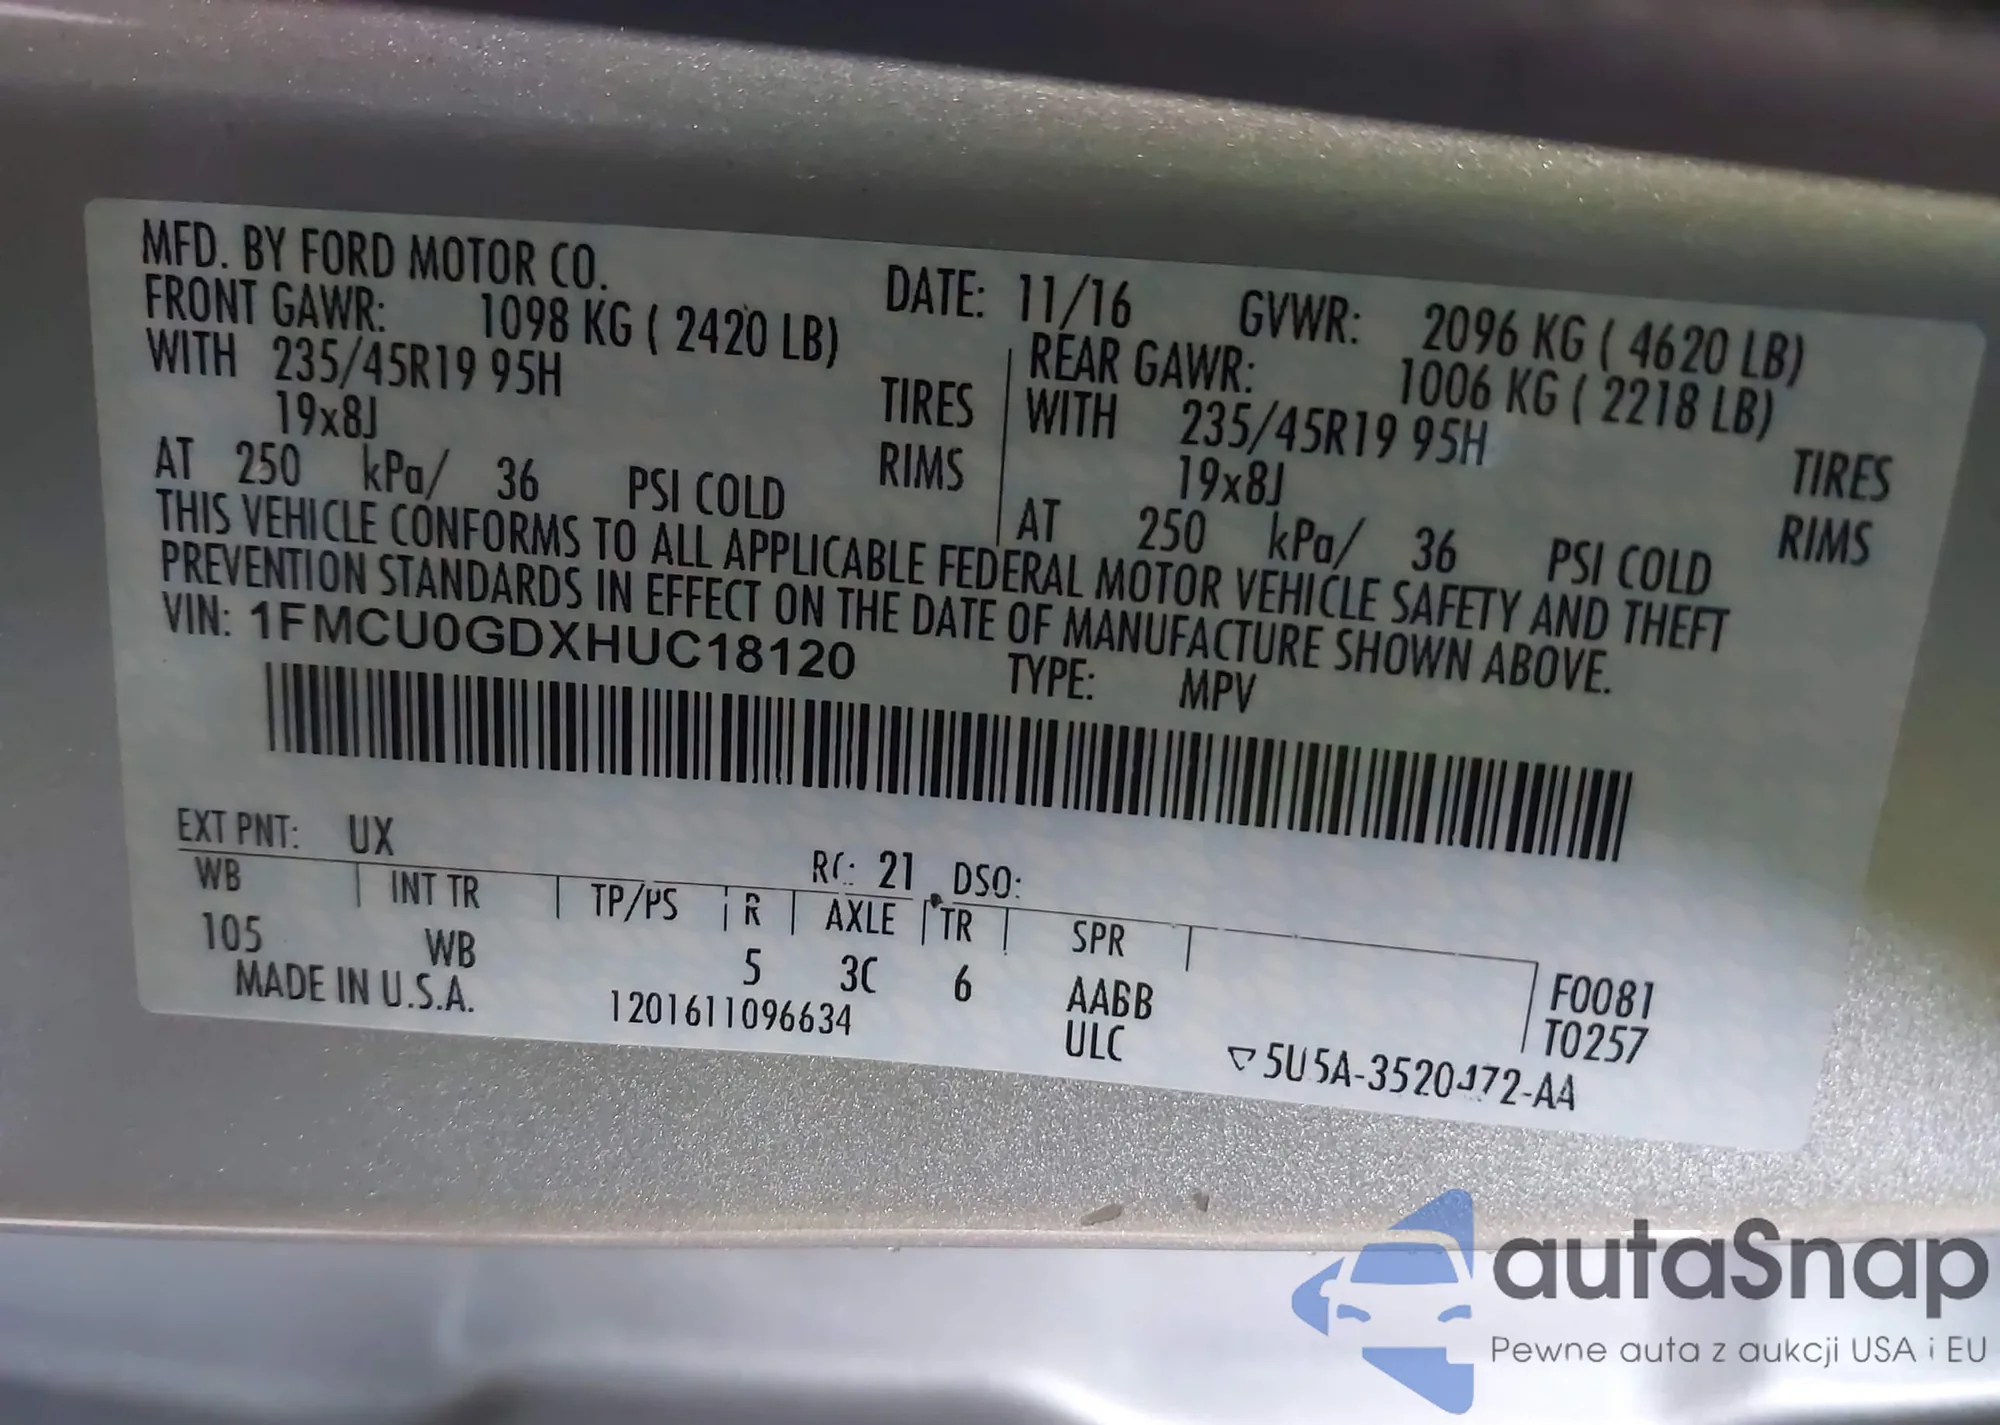 MFD. BY FORD MOTOR CO.
DATE: 11/16 GVWR: 2096 KG ( 4620 LB)
FRONT GAWR: 1098 KG ( 2420 LB)
WITH 235/45R19 95H TIRES
19x8J RIMS
AT 250 kPa/ 36 PSI COLD
REAR GAWR: 1006 KG ( 2218 LB)
WITH 235/45R19 95H TIRES
19x8J RIMS
AT 250 kPa/ 36 PSI COLD
THIS VEHICLE CONFORMS TO ALL APPLICABLE FEDERAL MOTOR VEHICLE SAFETY AND THEFT
PREVENTION STANDARDS IN EFFECT ON THE DATE OF MANUFACTURE SHOWN ABOVE.
VIN: 1FMCU0GDXHUC18120
TYPE: MPV
EXT PNT: UX RC: 21 DSO:
WB INT TR TP/PS R AXLE TR SPR
105 WB 5 3C 6 AABB
F0081
T0257
MADE IN U.S.A. 1201611096634 ULC
▽5U5A-3520472-AA
autaSnap
Pewne auta z aukcji USA i EU